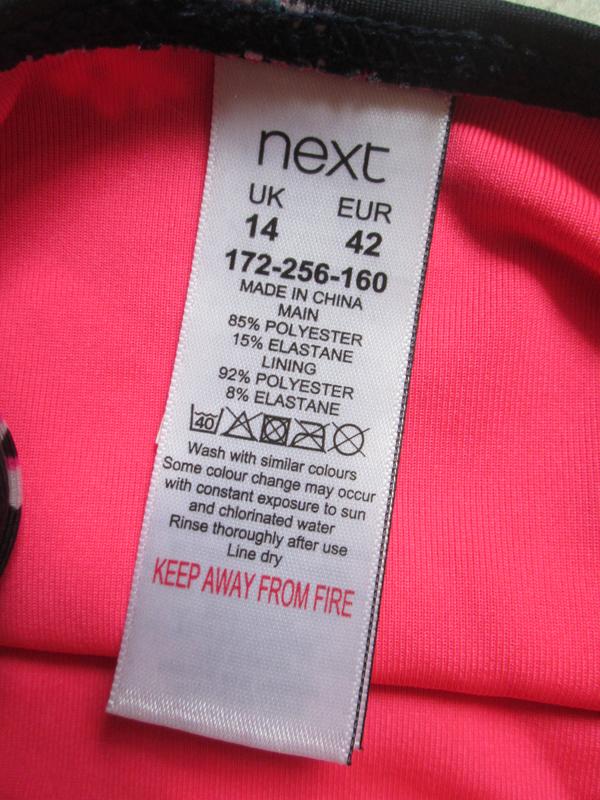 next
UK EUR
14 42
172-256-160
MADE IN CHINA
MAIN
85% POLYESTER
15% ELASTANE
LINING
92% POLYESTER
8% ELASTANE
40
Wash with similar colours
Some colour change may occur
with constant exposure to sun
and chlorinated water
Rinse thoroughly after use
Line dry
KEEP AWAY FROM FIRE